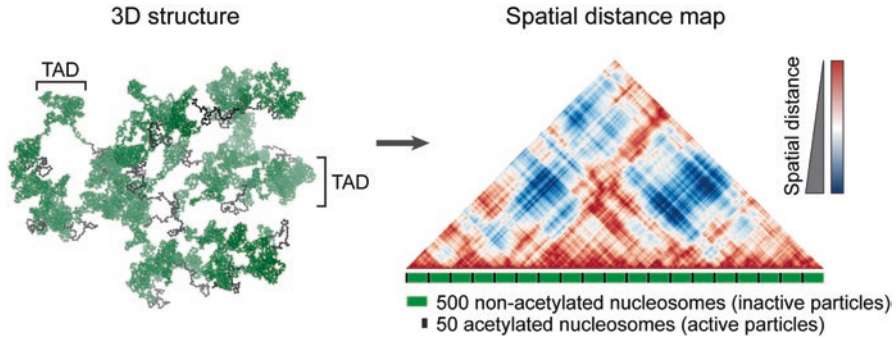 3D structure
Spatial distance map
TAD
TAD
Spatial distance
500 non-acetylated nucleosomes (inactive particles)
50 acetylated nucleosomes (active particles)